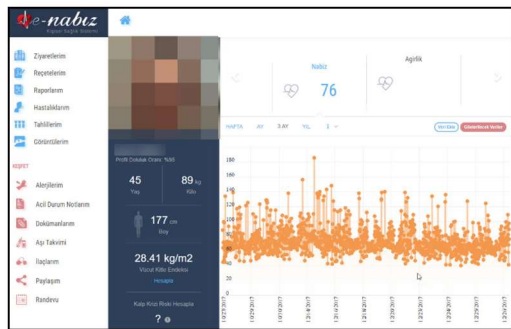 e-nabız
Kişisel Sağlık Sistemi
Ziyaretlerim
Reçetelerim
Raporlarım
Hastalıklarım
Tahlillerim
Görüntülerim
KEŞFET
Alerjilerim
Acil Durum Notlarım
Dokümanlarım
Aşı Takvimi
İlaçlarım
Paylaşım
Randevu
Profil Doluluk Oranı: %88
45
Yaş
89 kg
Kilo
177 cm
Boy
28.41 kg/m2
Vücut Kitle Endeksi
Hesapla
Kalp Krizi Riski Hesapla
?
Nabız
76
Ağırlık
HAFTA AY 3 AY YIL
Veri Ekle
180
160
140
120
100
80
60
40
20
0